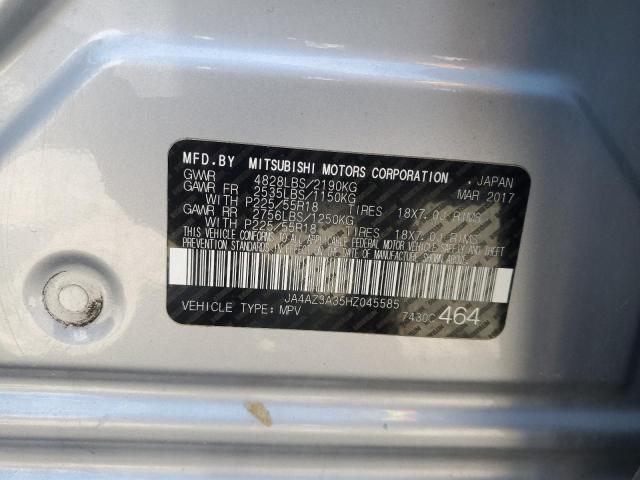 MFD.BY MITSUBISHI MOTORS CORPORATION , JAPAN
GVWR 4828LBS/2190KG MAR 2017
GAWR FR 2535LBS/1150KG
WITH P225/55R18 TIRES 18X7.0J RIMS
GAWR RR 2756LBS/1250KG
WITH P225/55R18 TIRES 18X7.0J RIMS
THIS VEHICLE CONFORMS TO ALL APPLICABLE FEDERAL MOTOR VEHICLE SAFETY AND THEFT
PREVENTION STANDARDS IN EFFECT ON THE DATE OF MANUFACTURE SHOWN ABOVE.
JA4AZ3A35HZ045585
VEHICLE TYPE: MPV 7430C 464